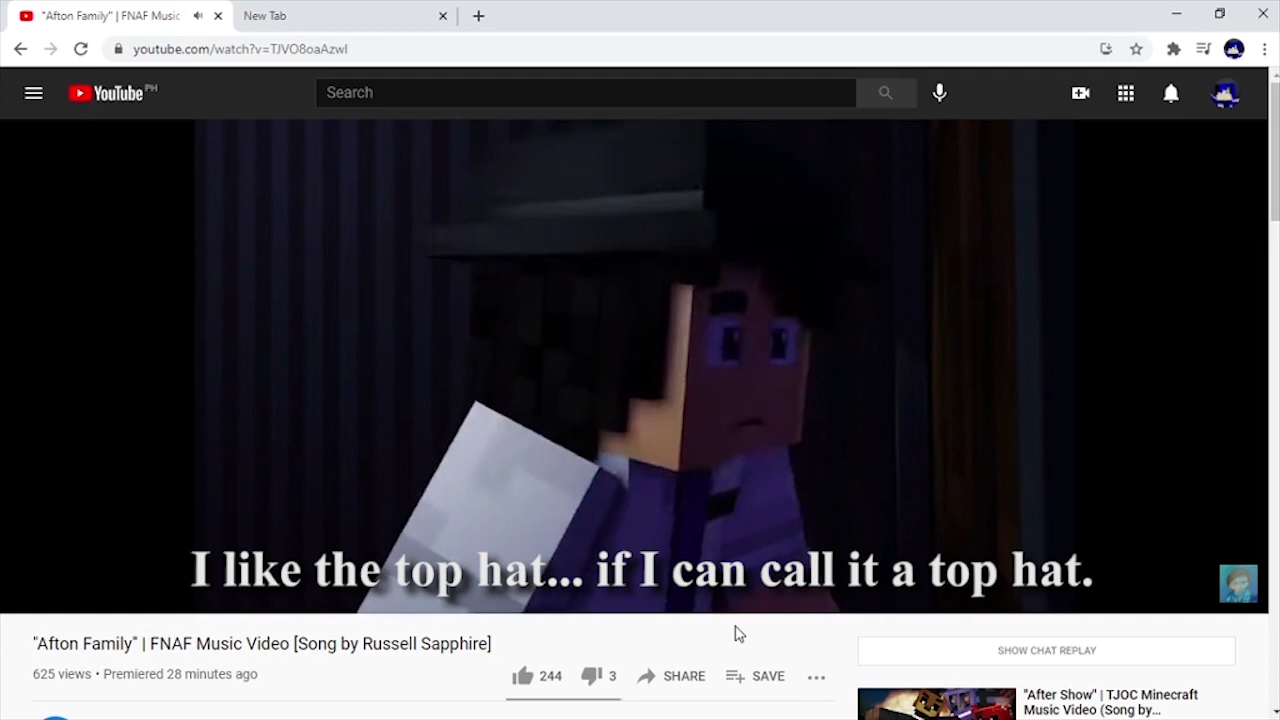 "Afton Family" | FNAF Music
New Tab
youtube.com/watch?v=TJVO8oaAzwI
YouTube PH
Search
I like the top hat... if I can call it a top hat.
"Afton Family" | FNAF Music Video [Song by Russell Sapphire]
625 views • Premiered 28 minutes ago
244
3
SHARE
SAVE
SHOW CHAT REPLAY
"After Show" | TJOC Minecraft
Music Video (Song by...